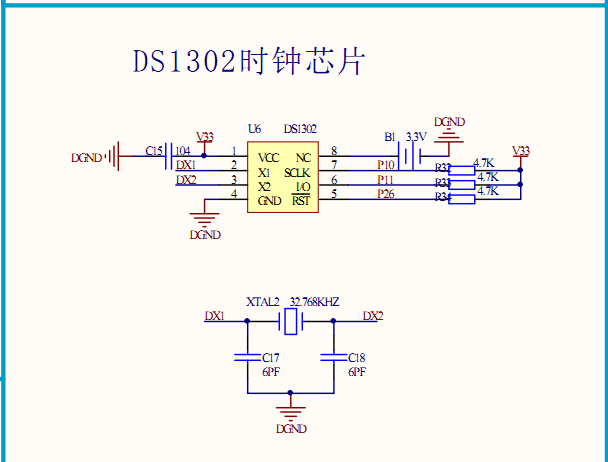 DS1302时钟芯片
U6 DS1302
DGND C15 104 V33
1 VCC NC 8
B1 3.3V DGND
DX1 2 X1 SCLK 7 P10 R32 4.7K V33
DX2 3 X2 I/O 6 P11 R33 4.7K
4 GND RST 5 P26 R34 4.7K
DGND
XTAL2 32.768KHZ
DX1 DX2
C17 C18
6PF 6PF
DGND